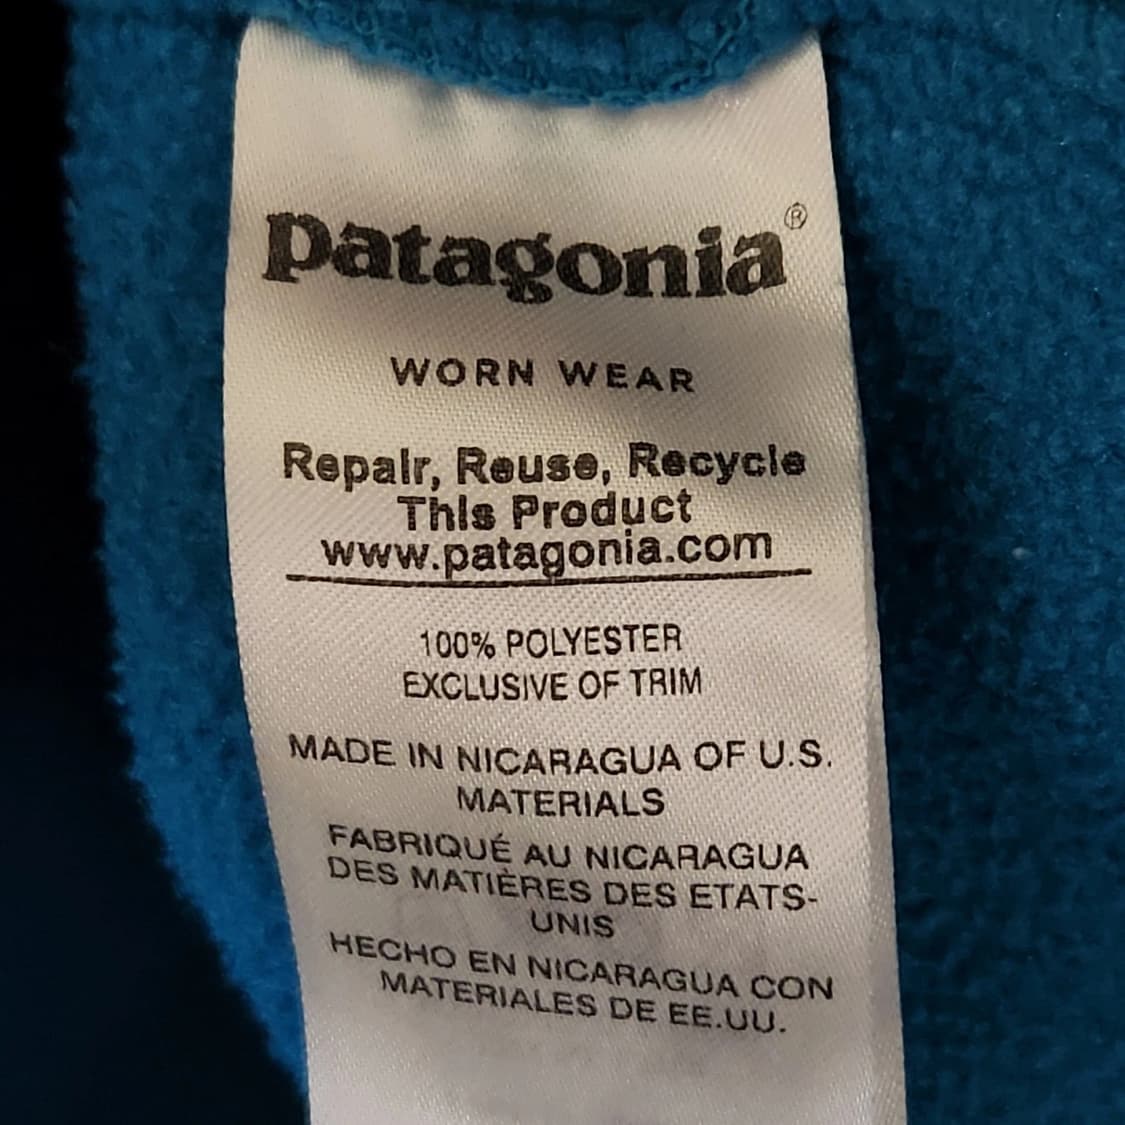 patagonia®
WORN WEAR
Repair, Reuse, Recycle
This Product
www.patagonia.com
100% POLYESTER
EXCLUSIVE OF TRIM
MADE IN NICARAGUA OF U.S.
MATERIALS
FABRIQUÉ AU NICARAGUA
DES MATIÈRES DES ETATS-
UNIS
HECHO EN NICARAGUA CON
MATERIALES DE EE.UU.